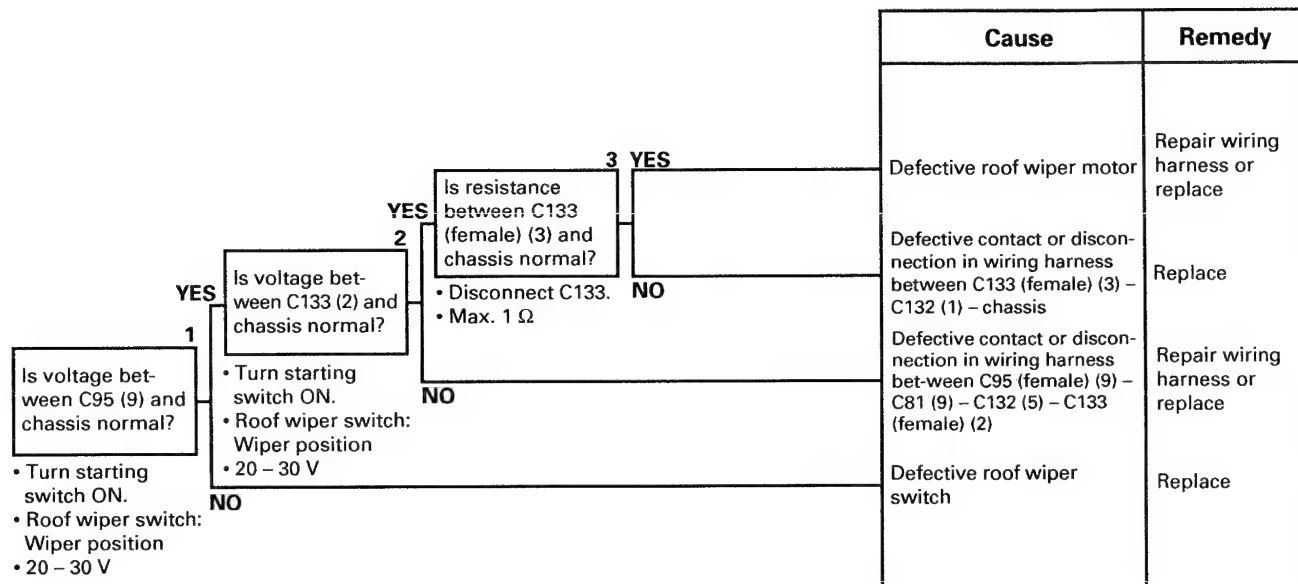 Cause
Remedy
3 YES
Defective roof wiper motor
Repair wiring
harness or
replace
Is resistance
between C133
(female) (3) and
chassis normal?
• Disconnect C133.
• Max. 1 Ω
NO
Defective contact or discon-
nection in wiring harness
between C133 (female) (3) –
C132 (1) – chassis
Replace
YES
2
Is voltage bet-
ween C133 (2) and
chassis normal?
• Turn starting
switch ON.
• Roof wiper switch:
Wiper position
• 20 – 30 V
NO
Defective contact or discon-
nection in wiring harness
bet-ween C95 (female) (9) –
C81 (9) – C132 (5) – C133
(female) (2)
Repair wiring
harness or
replace
YES
1
Is voltage bet-
ween C95 (9) and
chassis normal?
• Turn starting
switch ON.
• Roof wiper switch:
Wiper position
• 20 – 30 V
NO
Defective roof wiper
switch
Replace